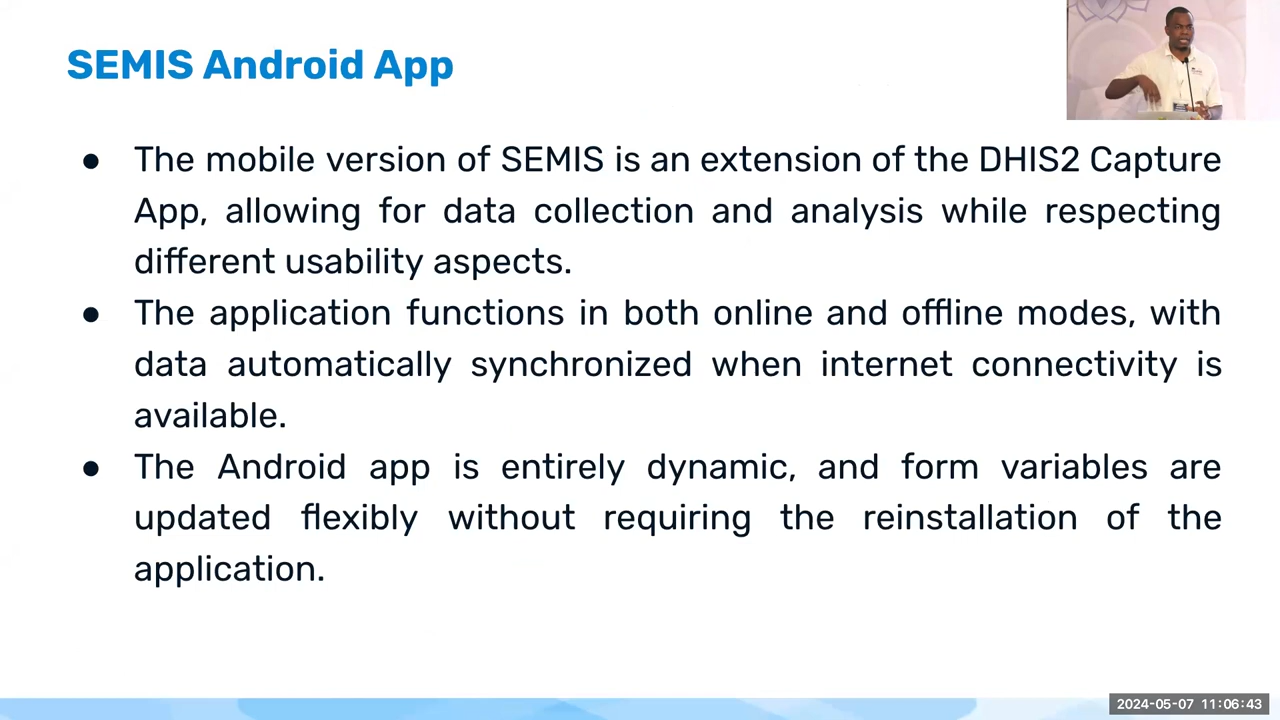 SEMIS Android App
● The mobile version of SEMIS is an extension of the DHIS2 Capture
App, allowing for data collection and analysis while respecting
different usability aspects.
● The application functions in both online and offline modes, with
data automatically synchronized when internet connectivity is
available.
● The Android app is entirely dynamic, and form variables are
updated flexibly without requiring the reinstallation of the
application.
2024-05-07 11:06:43